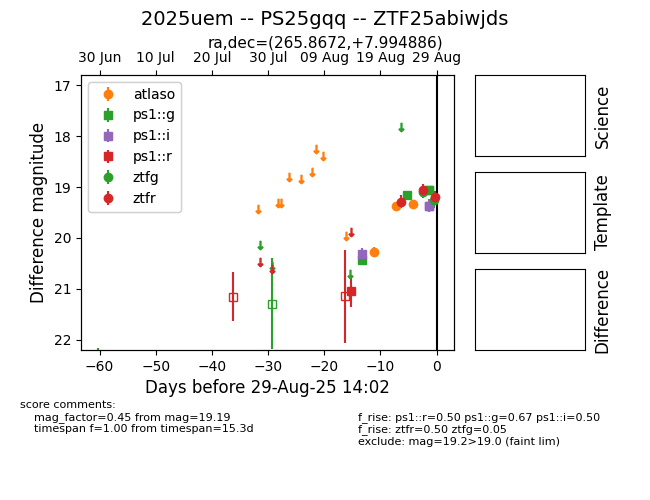 2025uem -- PS25gqq -- ZTF25abiwjds
ra,dec=(265.8672,+7.994886)
30 Jun 10 Jul 20 Jul 30 Jul 09 Aug 19 Aug 29 Aug
17
18
19
20
21
22
Difference magnitude
atlaso
ps1::g
ps1::i
ps1::r
ztfg
ztfr
−60 −50 −40 −30 −20 −10 0
Days before 29-Aug-25 14:02
Science
Template
Difference
score comments:
mag_factor=0.45 from mag=19.19
timespan f=1.00 from timespan=15.3d
f_rise: ps1::r=0.50 ps1::g=0.67 ps1::i=0.50
f_rise: ztfr=0.50 ztfg=0.05
exclude: mag=19.2>19.0 (faint lim)